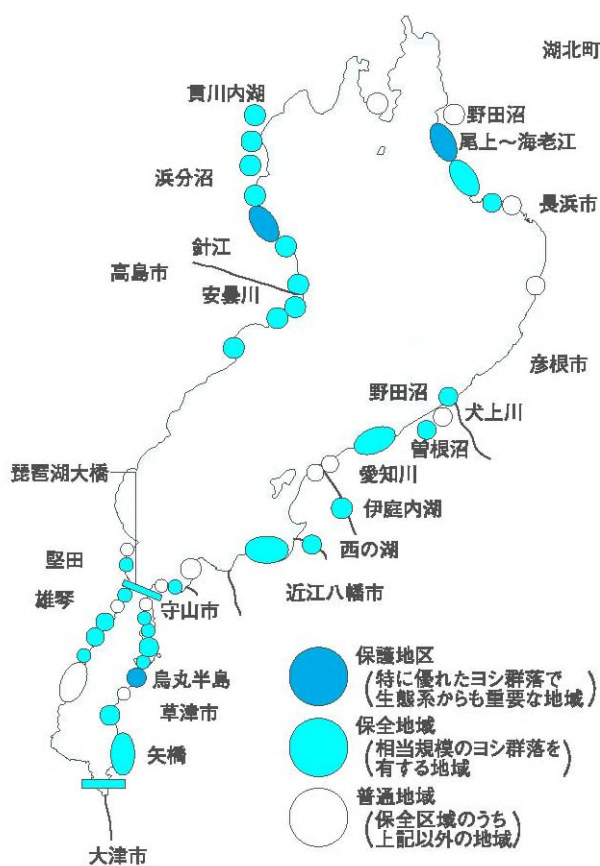 湖北町
貫川内湖
野田沼
尾上～海老江
浜分沼
長浜市
針江
高島市
安曇川
彦根市
野田沼
犬上川
曽根沼
愛知川
琵琶湖大橋
伊庭内湖
西の湖
堅田
近江八幡市
雄琴
守山市
烏丸半島
草津市
矢橋
大津市
保護地区
(特に優れたヨシ群落で
生態系からも重要な地域)
保全地域
(相当規模のヨシ群落を
有する地域)
普通地域
(保全区域のうち
上記以外の地域)